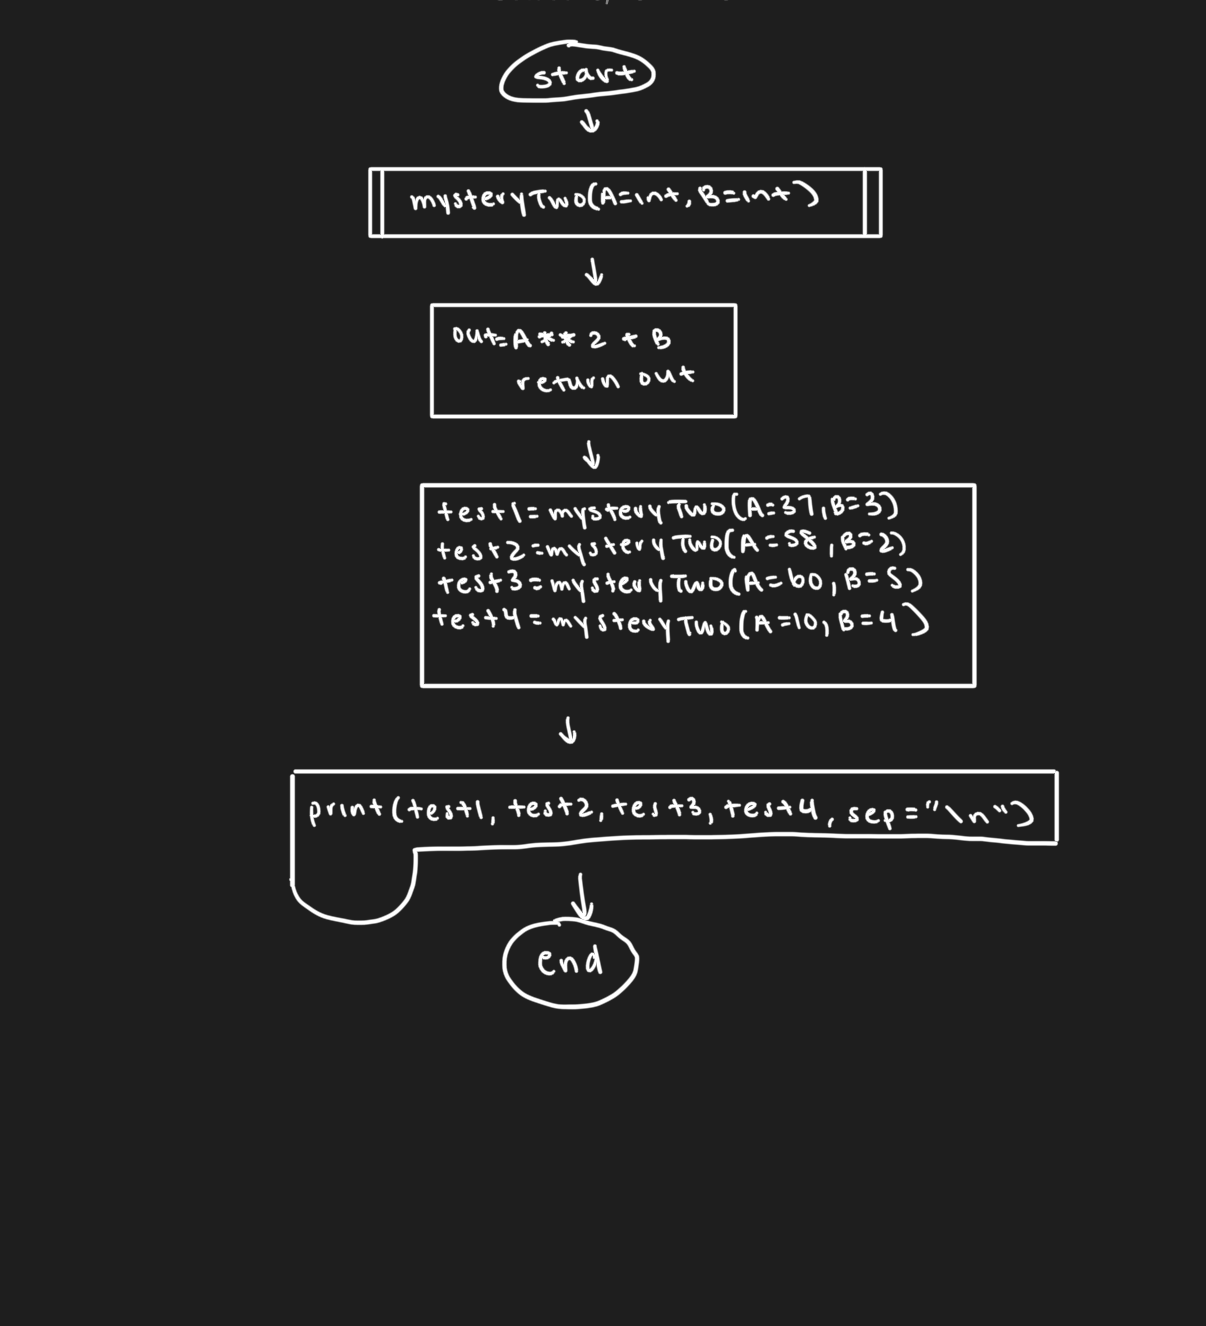 start
mysteryTwo(A=int, B=int)
out=A ** 2 + B
return out
test1=mysteryTwo(A=37,B=3)
test2=mysteryTwo(A=58,B=2)
test3=mysteryTwo(A=60,B=5)
test4=mysteryTwo(A=10,B=4)
print(test1, test2, test3, test4, sep="\n")
end